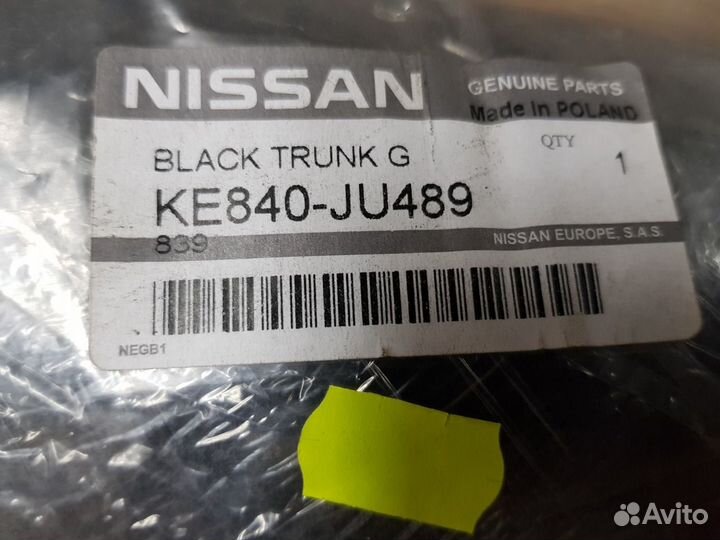 NISSAN
GENUINE PARTS
Made in POLAND
BLACK TRUNK G
QTY
1
KE840-JU489
839
NISSAN EUROPE, S.A.S.
NEGB1
Avito